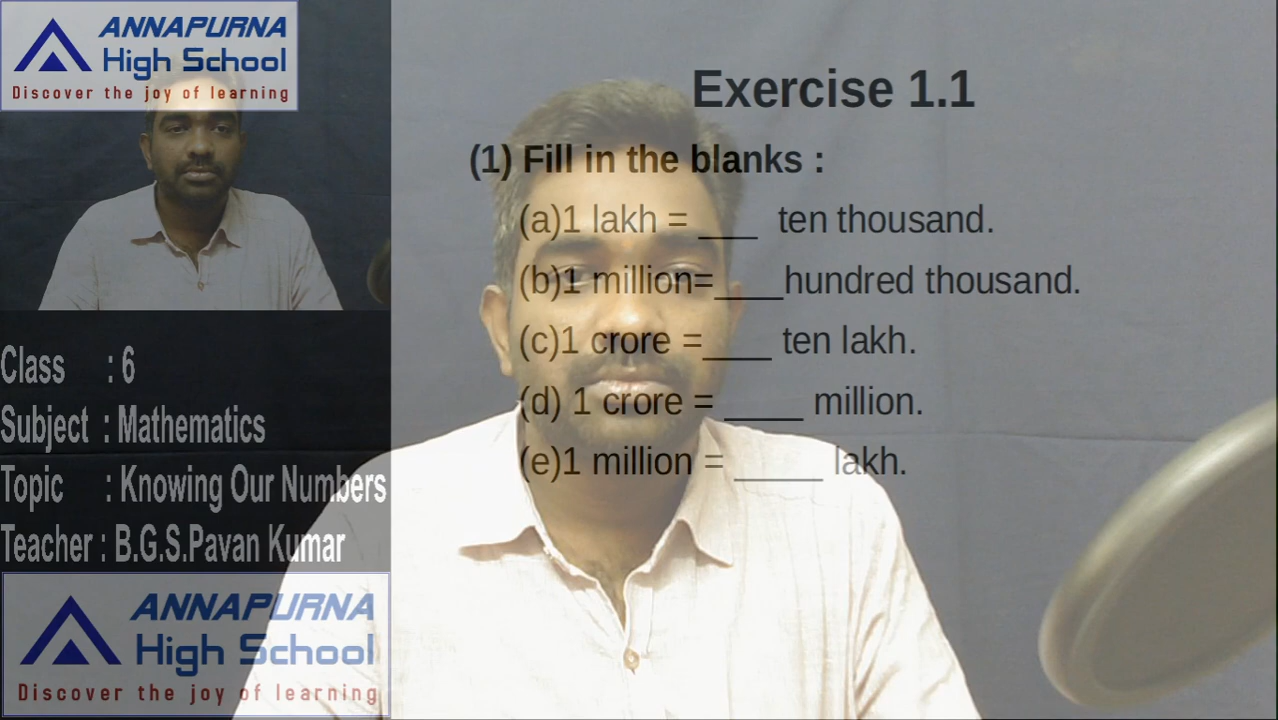 ANNAPURNA
High School
Discover the joy of learning
Class : 6
Subject : Mathematics
Topic : Knowing Our Numbers
Teacher : B.G.S.Pavan Kumar
ANNAPURNA
High School
Discover the joy of learning
Exercise 1.1
(1) Fill in the blanks :
(a)1 lakh = ___ ten thousand.
(b)1 million=____hundred thousand.
(c)1 crore =____ ten lakh.
(d) 1 crore = ____ million.
(e)1 million = _____ lakh.